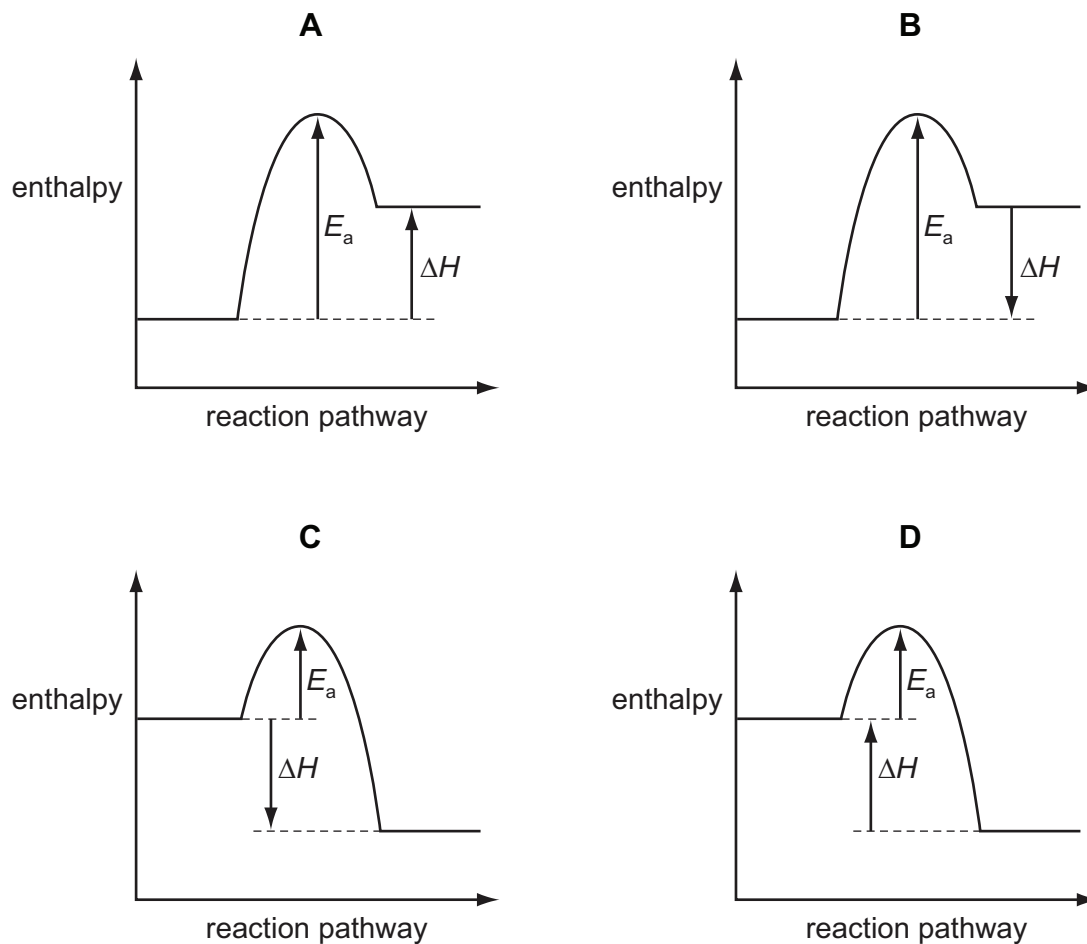 A
B
enthalpy
Ea
ΔH
reaction pathway
enthalpy
Ea
ΔH
reaction pathway
C
D
enthalpy
Ea
ΔH
reaction pathway
enthalpy
Ea
ΔH
reaction pathway